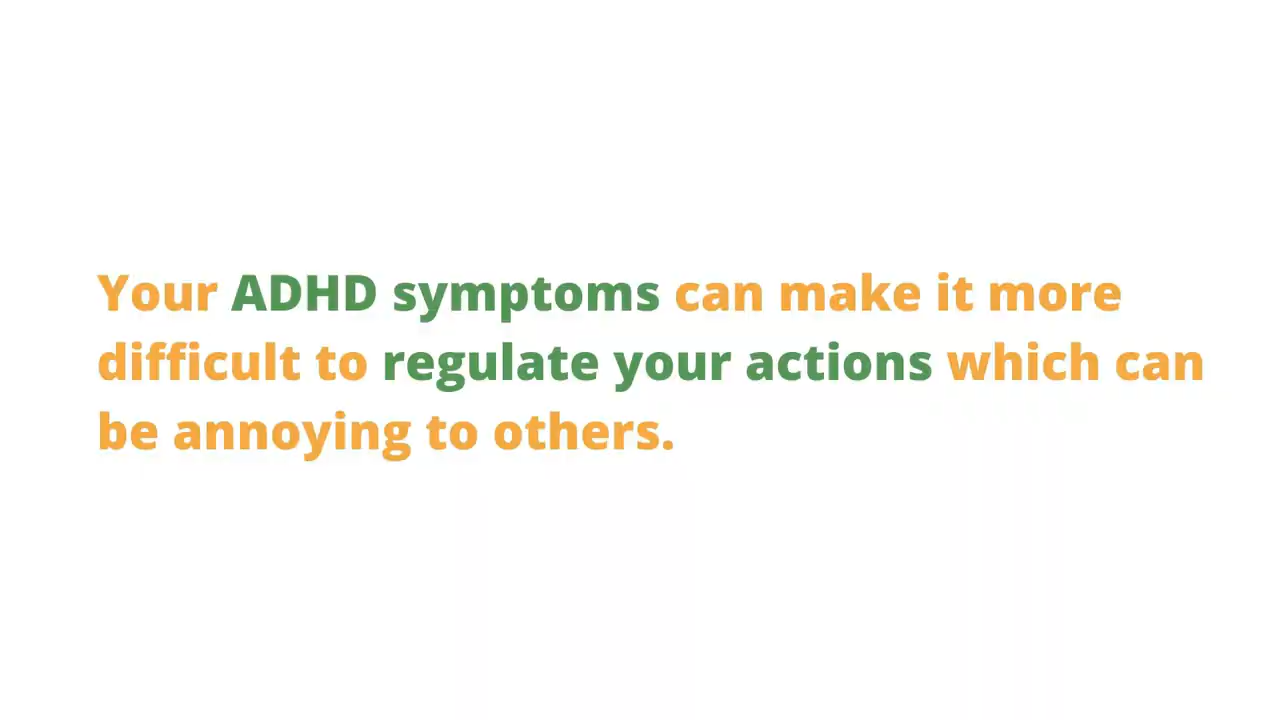 Your ADHD symptoms can make it more
difficult to regulate your actions which can
be annoying to others.